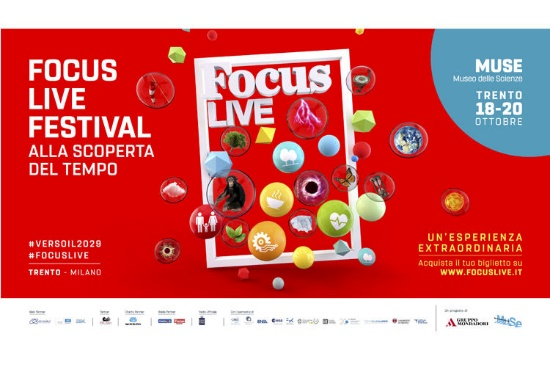 FOCUS
LIVE
FESTIVAL
ALLA SCOPERTA
DEL TEMPO
#VERSOIL2029
#FOCUSLIVE
TRENTO - MILANO
Focus
LIVE
MUSE
Museo delle Scienze
TRENTO
18-20
OTTOBRE
UN'ESPERIENZA
EXTRAORDINARIA
Acquista il tuo biglietto su
WWW.FOCUSLIVE.IT
GRUPPO
MONDADORI
MuSe